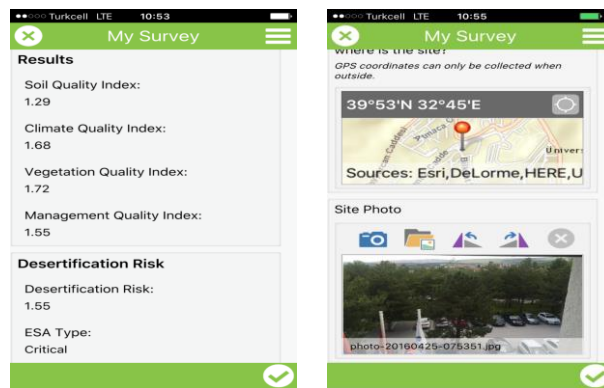 Turkcell LTE 10:53
My Survey
Results
Soil Quality Index:
1.29
Climate Quality Index:
1.68
Vegetation Quality Index:
1.72
Management Quality Index:
1.55
Desertification Risk
Desertification Risk:
1.55
ESA Type:
Critical
Turkcell LTE 10:55
My Survey
where is the site?
GPS coordinates can only be collected when
outside.
39°53'N 32°45'E
Caddesi
Univer
Sources: Esri,DeLorme,HERE,U
Site Photo
photo-20160425-075351.jpg